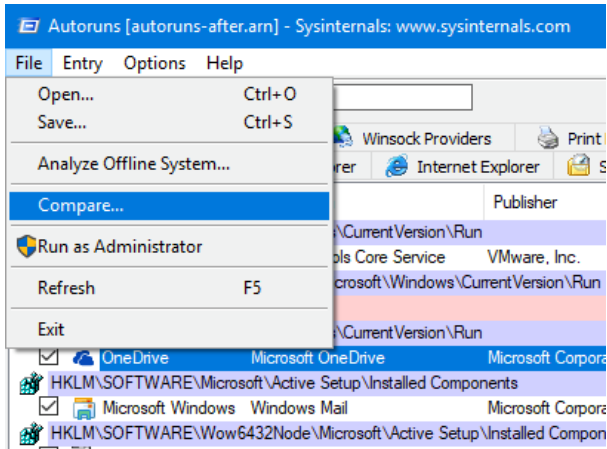 Autoruns [autoruns-after.arn] - Sysinternals: www.sysinternals.com
File Entry Options Help
Open... Ctrl+O
Save... Ctrl+S
Winsock Providers Print
Analyze Offline System... rer Internet Explorer S
Compare... Publisher
\CurrentVersion\Run
Run as Administrator ols Core Service VMware, Inc.
Refresh F5 crosoft\Windows\CurrentVersion\Run
Exit \CurrentVersion\Run
OneDrive Microsoft OneDrive Microsoft Corpora
HKLM\SOFTWARE\Microsoft\Active Setup\Installed Components
Microsoft Windows Windows Mail Microsoft Corpora
HKLM\SOFTWARE\Wow6432Node\Microsoft\Active Setup\Installed Compon